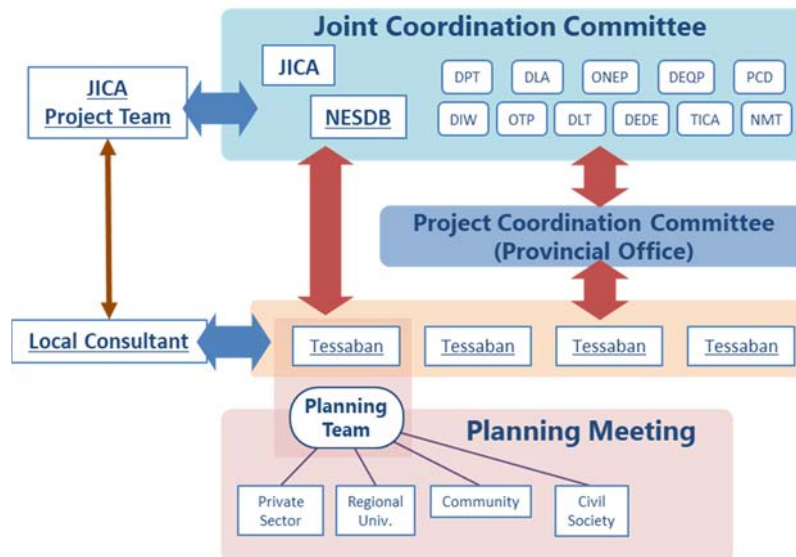 Joint Coordination Committee
JICA
NESDB
DPT DLA ONEP DEQP PCD
DIW OTP DLT DEDE TICA NMT
JICA
Project Team
Project Coordination Committee
(Provincial Office)
Local Consultant
Tessaban Tessaban Tessaban Tessaban
Planning
Team
Planning Meeting
Private
Sector
Regional
Univ.
Community
Civil
Society